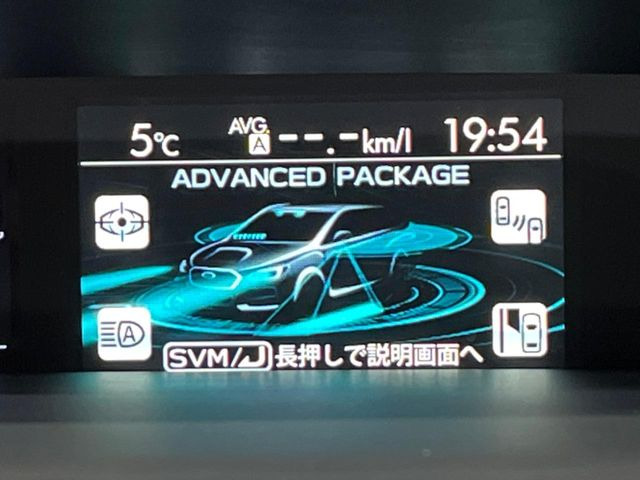 5℃ AVG. A --.-km/l 19:54
ADVANCED PACKAGE
A
SVM/⤶ 長押しで説明画面へ